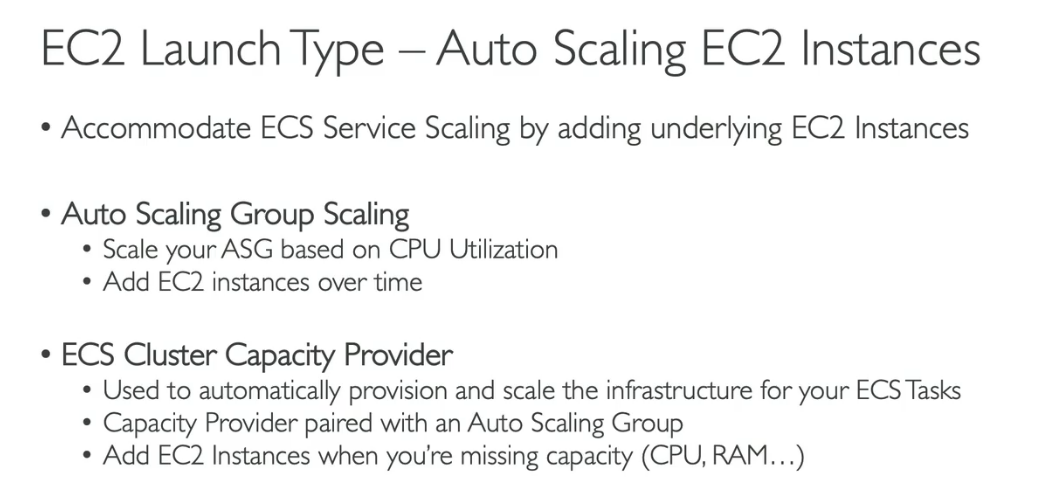 EC2 Launch Type – Auto Scaling EC2 Instances
• Accommodate ECS Service Scaling by adding underlying EC2 Instances
• Auto Scaling Group Scaling
• Scale your ASG based on CPU Utilization
• Add EC2 instances over time
• ECS Cluster Capacity Provider
• Used to automatically provision and scale the infrastructure for your ECS Tasks
• Capacity Provider paired with an Auto Scaling Group
• Add EC2 Instances when you're missing capacity (CPU, RAM…)